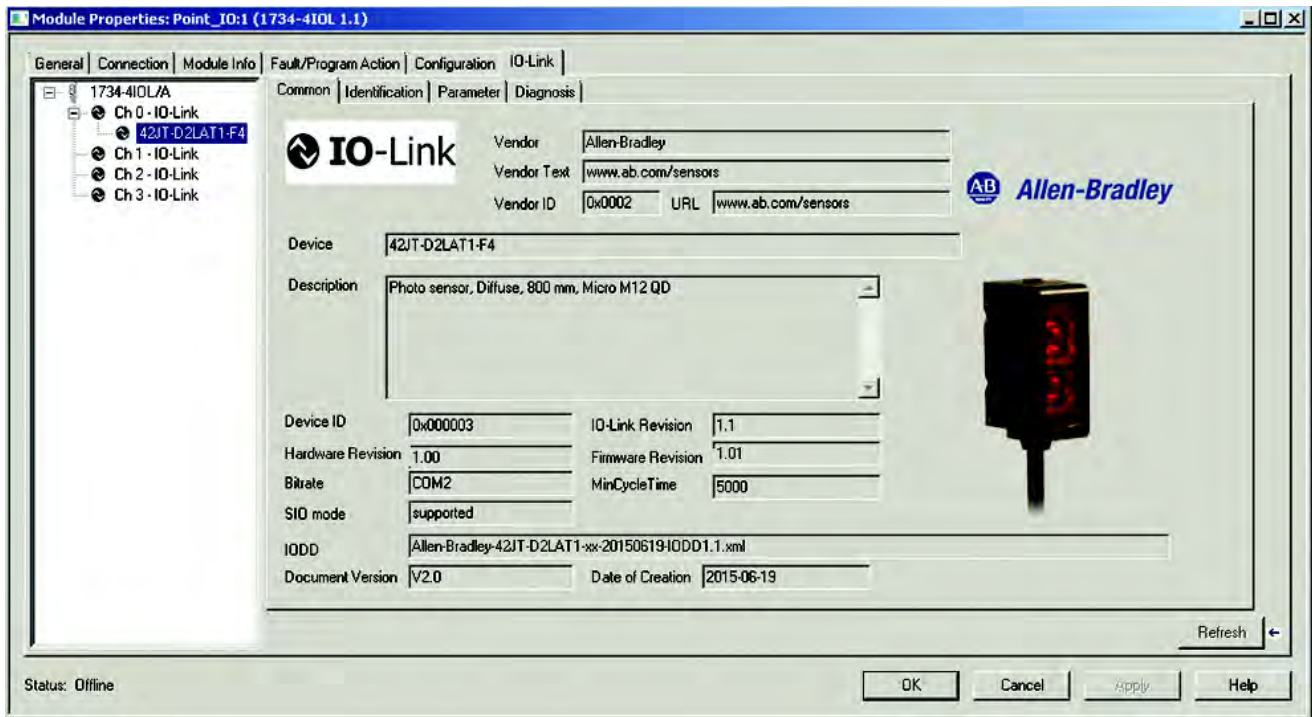 Module Properties: Point_IO:1 (1734-4IOL 1.1)
General Connection Module Info Fault/Program Action Configuration IO-Link
1734-4IOL/A
Ch 0 - IO-Link
42JT-D2LAT1-F4
Ch 1 - IO-Link
Ch 2 - IO-Link
Ch 3 - IO-Link
Common Identification Parameter Diagnosis
IO-Link
Vendor Allen-Bradley
Vendor Text www.ab.com/sensors
Vendor ID 0x0002 URL www.ab.com/sensors
AB Allen-Bradley
Device 42JT-D2LAT1-F4
Description Photo sensor, Diffuse, 800 mm, Micro M12 QD
Device ID 0x000003 IO-Link Revision 1.1
Hardware Revision 1.00 Firmware Revision 1.01
Bitrate COM2 MinCycleTime 5000
SIO mode supported
IODD Allen-Bradley-42JT-D2LAT1-xx-20150619-IODD1.1.xml
Document Version V2.0 Date of Creation 2015-06-19
Refresh
Status: Offline OK Cancel Apply Help